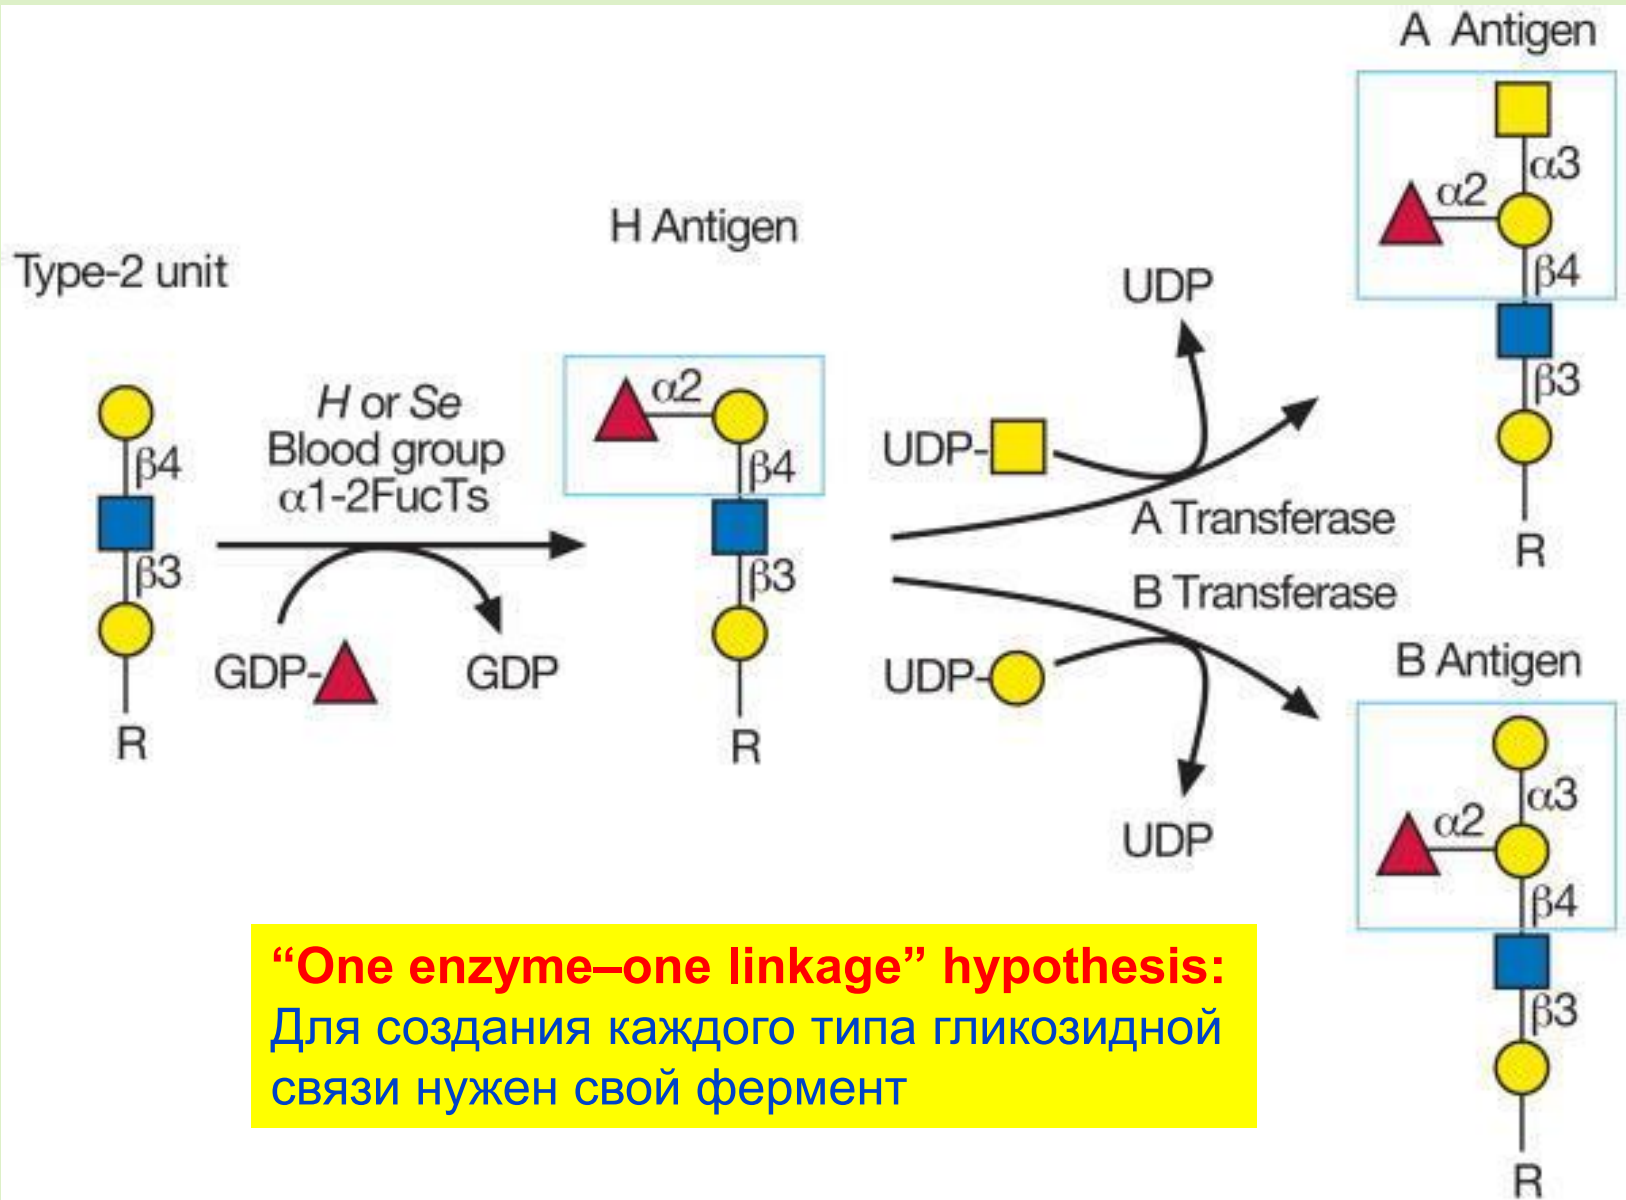 Type-2 unit
β4
β3
R
H or Se
Blood group
α1-2FucTs
GDP-
GDP
H Antigen
α2
β4
β3
R
UDP
UDP-
A Transferase
B Transferase
UDP-
UDP
A Antigen
α3
α2
β4
β3
R
B Antigen
α3
α2
β4
β3
R
“One enzyme–one linkage” hypothesis:
Для создания каждого типа гликозидной
связи нужен свой фермент